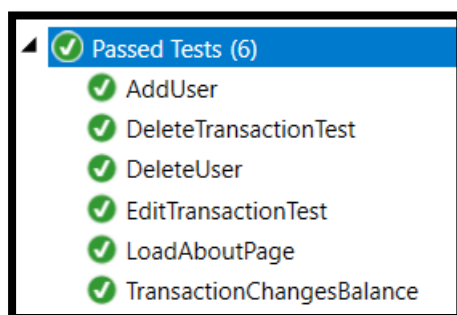 Passed Tests (6)
AddUser
DeleteTransactionTest
DeleteUser
EditTransactionTest
LoadAboutPage
TransactionChangesBalance